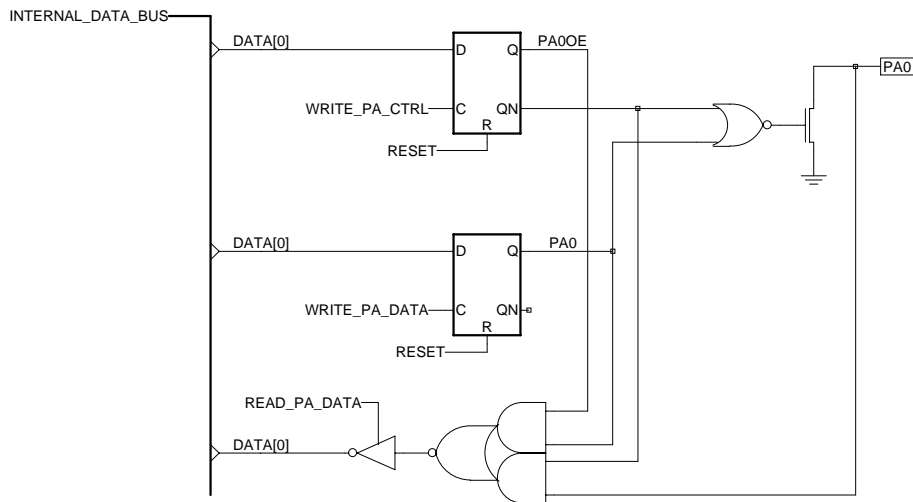 INTERNAL_DATA_BUS
DATA[0]
D
Q
PA0OE
PA0
WRITE_PA_CTRL
C
QN
R
RESET
DATA[0]
D
Q
PA0
WRITE_PA_DATA
C
QN
R
RESET
READ_PA_DATA
DATA[0]